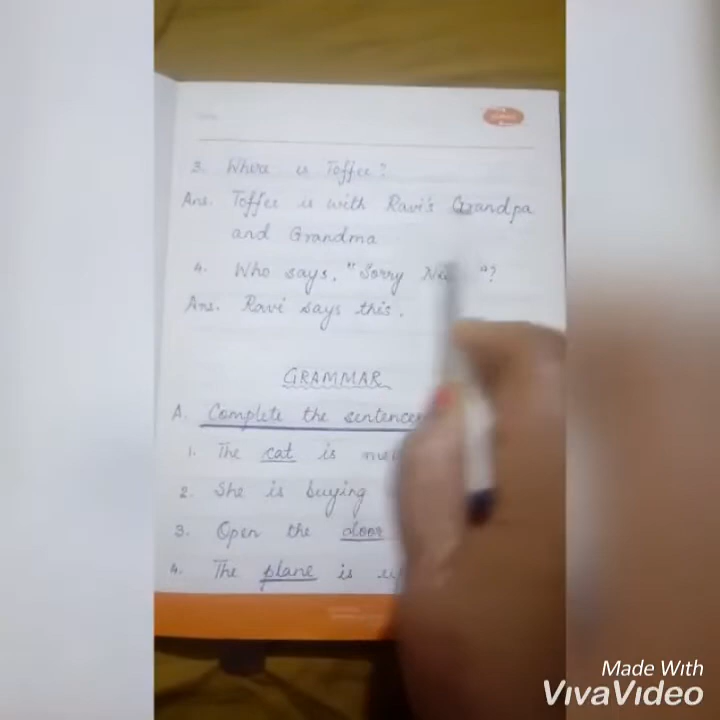 3. Where is Toffee?
Ans. Toffee is with Ravi's Grandpa
and Grandma
4. Who says, "Sorry "?
Ans. Ravi says this.
GRAMMAR
A. Complete the sentences
1. The cat is
2. She is buying
3. Open the door
4. The plane is
Made With
VivaVideo